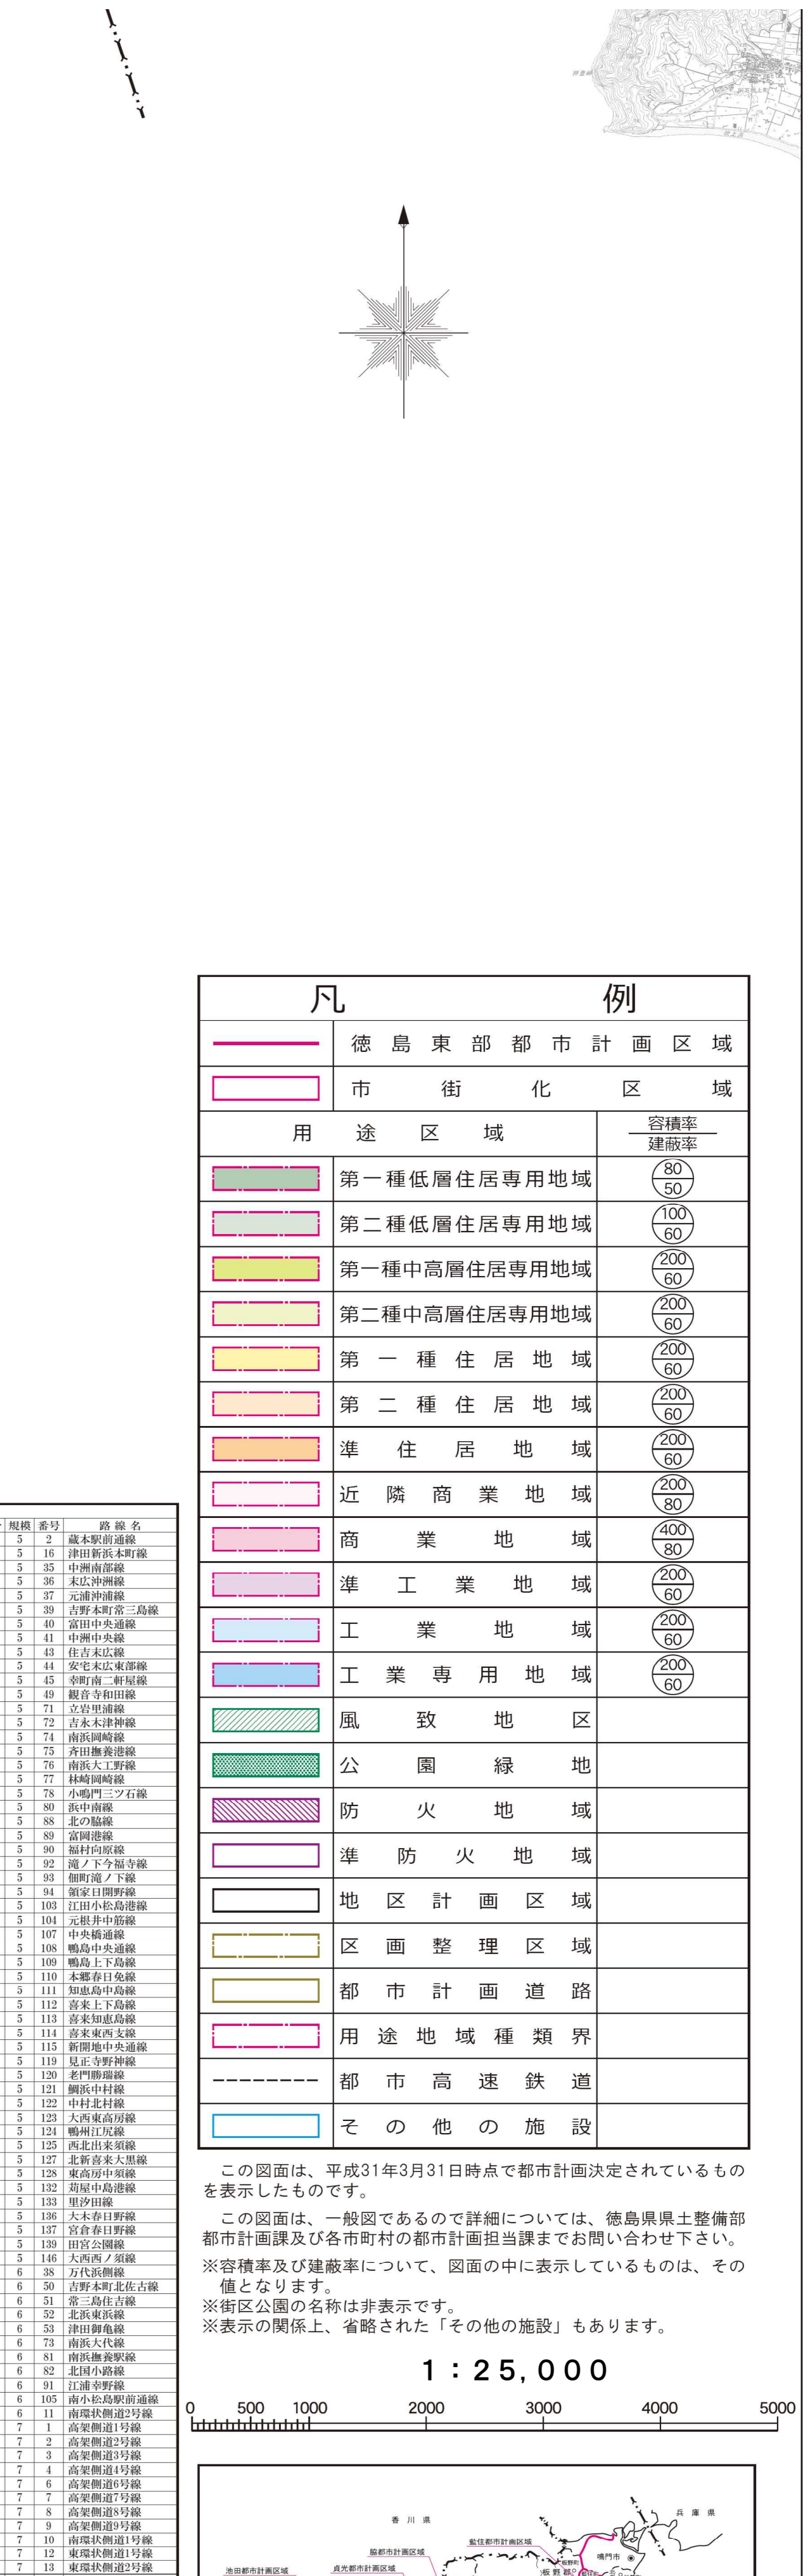 凡例
徳島東部都市計画区域
市街化区域
用途区域 容積率 建蔽率
第一種低層住居専用地域 80 50
第二種低層住居専用地域 100 60
第一種中高層住居専用地域 200 60
第二種中高層住居専用地域 200 60
第一種住居地域 200 60
第二種住居地域 200 60
準住居地域 200 60
近隣商業地域 200 80
商業地域 400 80
準工業地域 200 60
工業地域 200 60
工業専用地域 200 60
風致地区
公園緑地
防火地域
準防火地域
地区計画区域
区画整理区域
都市計画道路
用途地域種類界
都市高速鉄道
その他の施設
この図面は、平成31年3月31日時点で都市計画決定されているもの
を表示したものです。
この図面は、一般図であるので詳細については、徳島県県土整備部
都市計画課及び各市町村の都市計画担当課までお問い合わせ下さい。
※容積率及び建蔽率について、図面の中に表示しているものは、その
値となります。
※街区公園の名称は非表示です。
※表示の関係上、省略された「その他の施設」もあります。
1：25,000
0 500 1000 2000 3000 4000 5000
規模 番号 路線名
5 2 蔵本駅前通線
5 16 津田新浜本町線
5 35 中洲南部線
5 36 末広沖洲線
5 37 元浦沖浦線
5 39 吉野本町常三島線
5 40 富田中央通線
5 41 中洲中央線
5 43 住吉末広線
5 44 安宅末広東部線
5 45 幸町南二軒屋線
5 49 観音寺和田線
5 71 立岩里浦線
5 72 吉永木津神線
5 74 南浜岡崎線
5 75 斉田撫養港線
5 76 南浜大工野線
5 77 林崎岡崎線
5 78 小鳴門三ツ石線
5 80 浜中南線
5 88 北の脇線
5 89 富岡港線
5 90 福村向原線
5 92 滝ノ下今福寺線
5 93 佃町滝ノ下線
5 94 領家日開野線
5 103 江田小松島港線
5 104 元根井中筋線
5 107 中央橋通線
5 108 鴨島中央通線
5 109 鴨島上下島線
5 110 本郷春日免線
5 111 知恵島中島線
5 112 喜来上下島線
5 113 喜来知恵島線
5 114 喜来東西支線
5 115 新開地中央通線
5 119 見正寺野神線
5 120 老門勝瑞線
5 121 鯛浜中村線
5 122 中村北村線
5 123 大西東高房線
5 124 鴨州江尻線
5 125 西北出来須線
5 127 北新喜来大黒線
5 128 東高房中須線
5 132 苅屋中島港線
5 133 里汐田線
5 136 大木春日野線
5 137 宮倉春日野線
5 139 田宮公園線
5 146 大西西ノ須線
6 38 万代浜側線
6 50 吉野本町北佐古線
6 51 常三島住吉線
6 52 北浜東浜線
6 53 津田御亀線
6 73 南浜大代線
6 81 南浜撫養駅線
6 82 北国小路線
6 91 江浦幸野線
6 105 南小松島駅前通線
6 11 南環状側道2号線
7 1 高架側道1号線
7 2 高架側道2号線
7 3 高架側道3号線
7 4 高架側道4号線
7 6 高架側道6号線
7 7 高架側道7号線
7 8 高架側道8号線
7 9 高架側道9号線
7 10 南環状側道1号線
7 12 東環状側道1号線
7 13 東環状側道2号線
香川県
兵庫県
藍住都市計画区域
鳴門市
脇都市計画区域
板野町
板野郡
池田都市計画区域
貞光都市計画区域